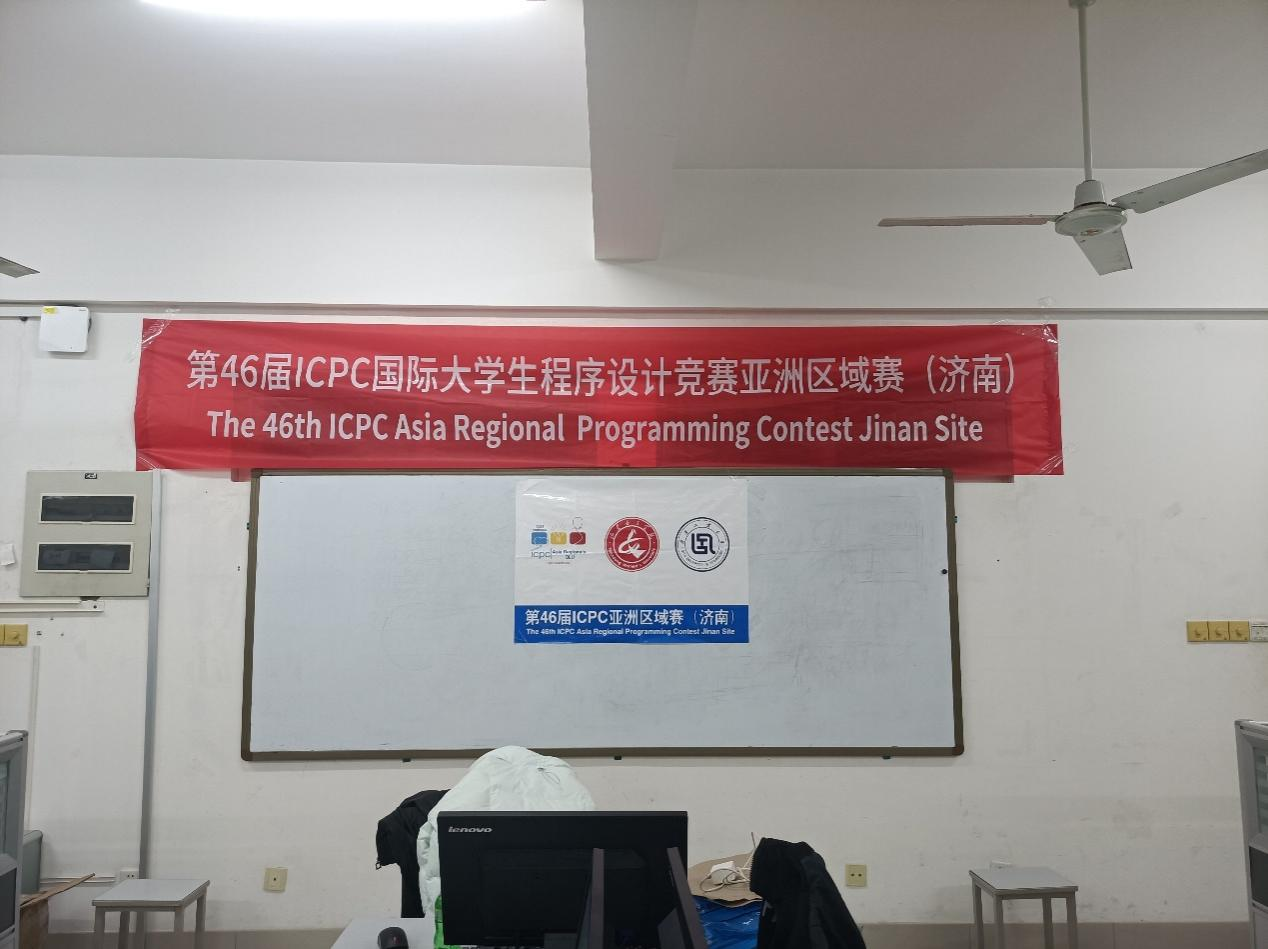 第46届ICPC国际大学生程序设计竞赛亚洲区域赛（济南）
The 46th ICPC Asia Regional Programming Contest Jinan Site
icpc Asia Regionals
第46届ICPC亚洲区域赛（济南）
The 46th ICPC Asia Regional Programming Contest Jinan Site
lenovo